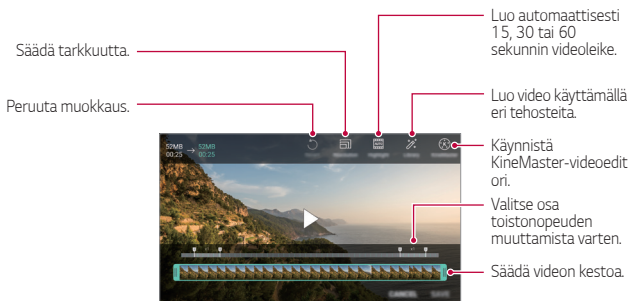 Luo automaattisesti
15, 30 tai 60
sekunnin videoleike.
Säädä tarkkuutta.
Peruuta muokkaus.
Luo video käyttämällä
eri tehosteita.
Käynnistä
KineMaster-videoedit
ori.
Valitse osa
toistonopeuden
muuttamista varten.
Säädä videon kestoa.
52MB → 52MB
00:25 00:25
CANCEL SAVE